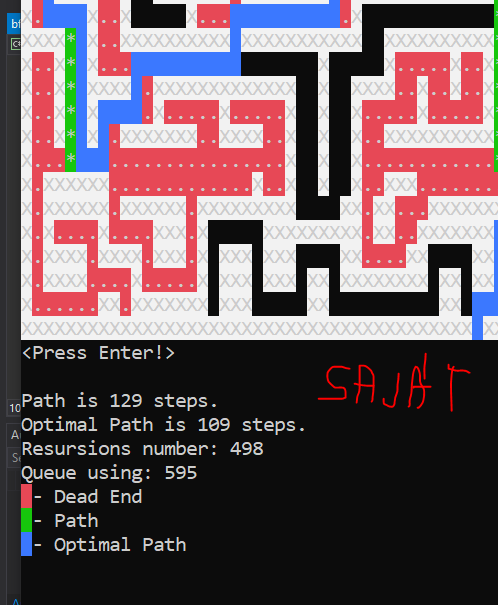 <Press Enter!>
SAJÁT
Path is 129 steps.
Optimal Path is 109 steps.
Resursions number: 498
Queue using: 595
- Dead End
- Path
- Optimal Path